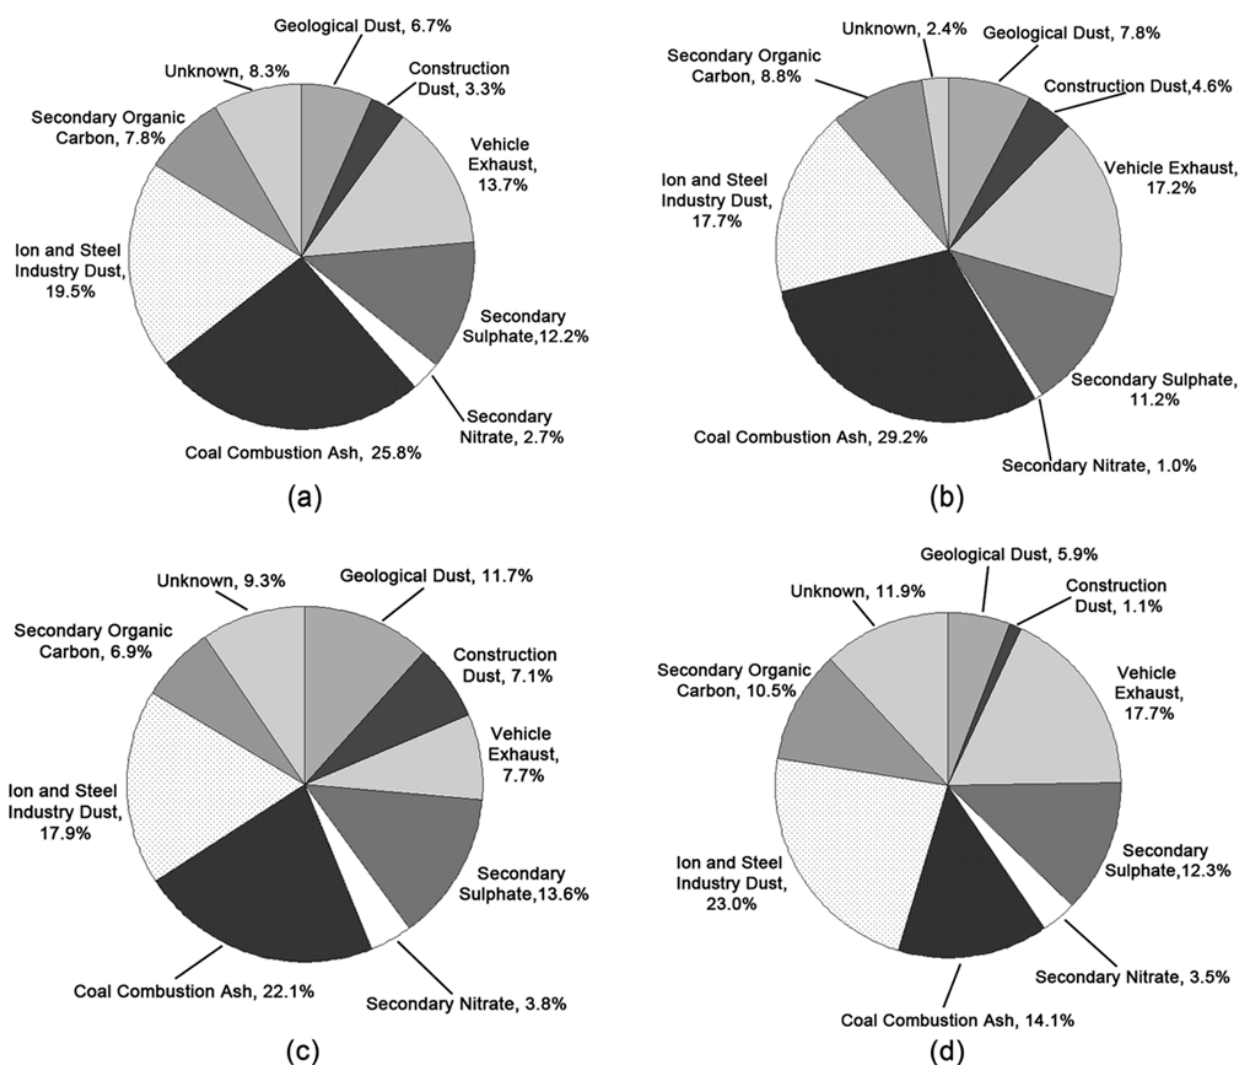 Geological Dust, 6.7%
Construction
Dust, 3.3%
Vehicle
Exhaust,
13.7%
Secondary
Sulphate,12.2%
Secondary
Nitrate, 2.7%
Coal Combustion Ash, 25.8%
Ion and Steel
Industry Dust,
19.5%
Secondary Organic
Carbon, 7.8%
Unknown, 8.3%
(a)
Geological Dust, 7.8%
Construction Dust,4.6%
Vehicle Exhaust,
17.2%
Secondary Sulphate,
11.2%
Secondary Nitrate, 1.0%
Coal Combustion Ash, 29.2%
Ion and Steel
Industry Dust,
17.7%
Secondary Organic
Carbon, 8.8%
Unknown, 2.4%
(b)
Geological Dust, 11.7%
Construction
Dust, 7.1%
Vehicle
Exhaust,
7.7%
Secondary
Sulphate,13.6%
Secondary Nitrate, 3.8%
Coal Combustion Ash, 22.1%
Ion and Steel
Industry Dust,
17.9%
Secondary Organic
Carbon, 6.9%
Unknown, 9.3%
(c)
Geological Dust, 5.9%
Construction
Dust, 1.1%
Vehicle
Exhaust,
17.7%
Secondary
Sulphate,12.3%
Secondary Nitrate, 3.5%
Coal Combustion Ash, 14.1%
Ion and Steel
Industry Dust,
23.0%
Secondary Organic
Carbon, 10.5%
Unknown, 11.9%
(d)